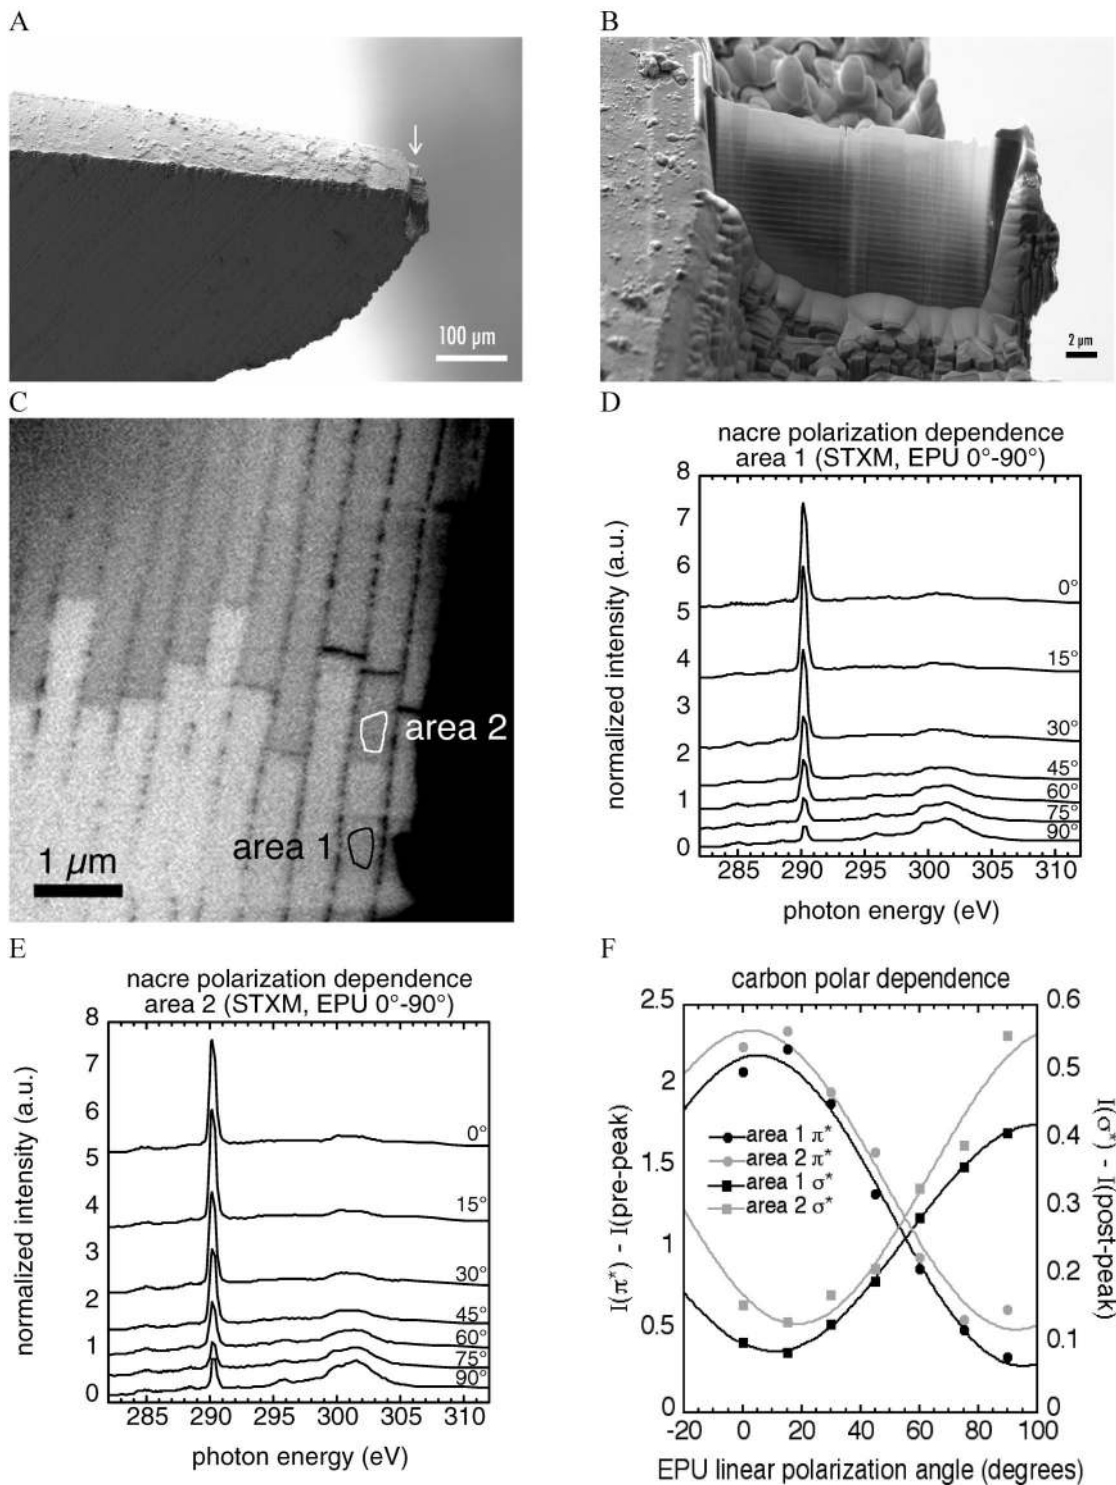 A
B
100 µm
2 µm
C
area 2
area 1
1 µm
D
nacre polarization dependence
area 1 (STXM, EPU 0°-90°)
normalized intensity (a.u.)
8
7
6
5
4
3
2
1
0
0°
15°
30°
45°
60°
75°
90°
285 290 295 300 305 310
photon energy (eV)
E
nacre polarization dependence
area 2 (STXM, EPU 0°-90°)
normalized intensity (a.u.)
8
7
6
5
4
3
2
1
0
0°
15°
30°
45°
60°
75°
90°
285 290 295 300 305 310
photon energy (eV)
F
carbon polar dependence
I(π*) - I(pre-peak)
2.5
2
1.5
1
0.5
0
area 1 π*
area 2 π*
area 1 σ*
area 2 σ*
0.6
0.5
0.4
0.3
0.2
0.1
0
I(σ*) - I(post-peak)
-20 0 20 40 60 80 100
EPU linear polarization angle (degrees)